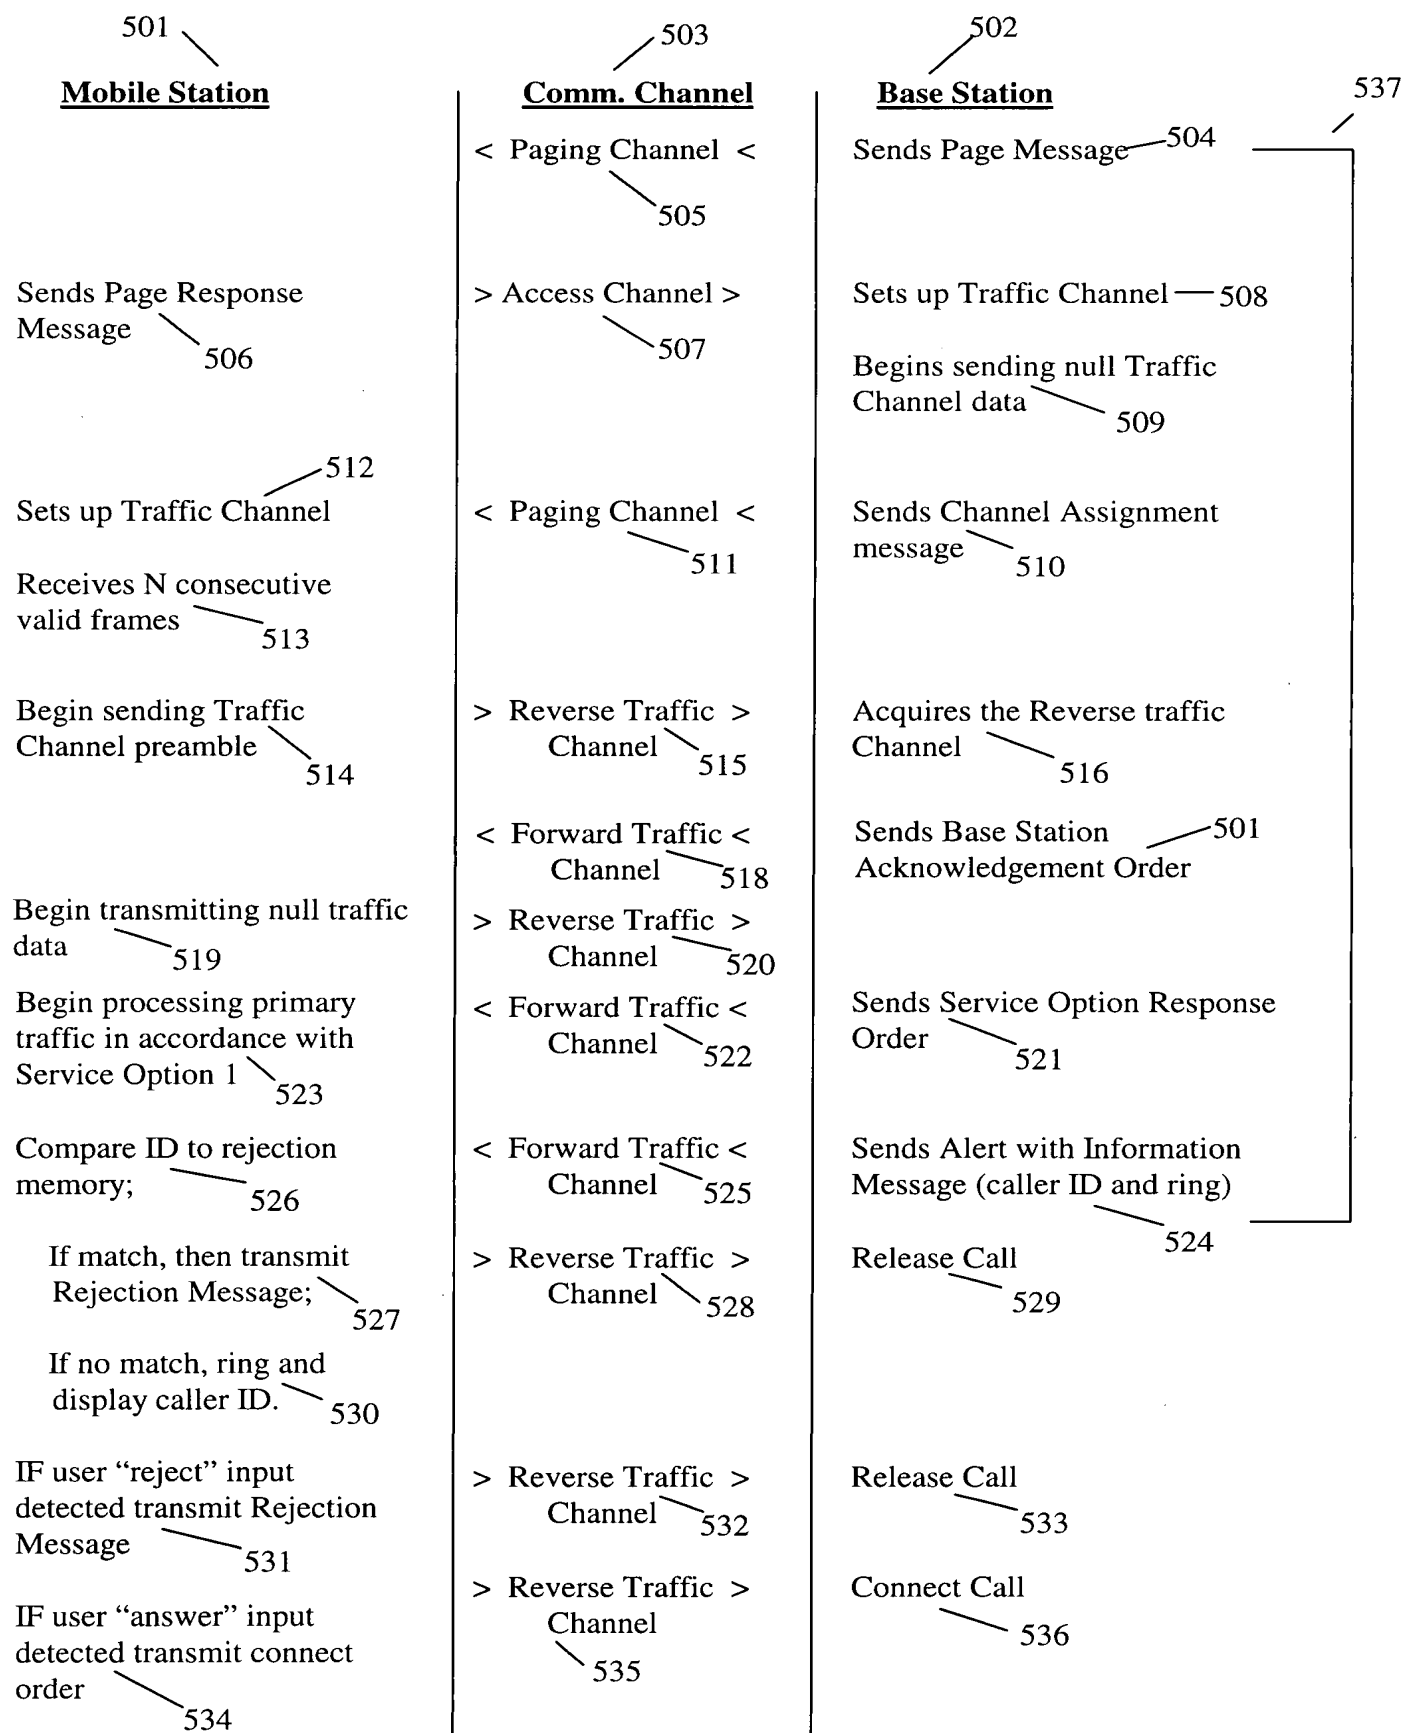 501
503
502
Mobile Station
Comm. Channel
Base Station
537
< Paging Channel <
505
Sends Page Message
504
Sends Page Response
Message
506
> Access Channel >
507
Sets up Traffic Channel
508
Begins sending null Traffic
Channel data
509
512
Sets up Traffic Channel
< Paging Channel <
511
Sends Channel Assignment
message
510
Receives N consecutive
valid frames
513
Begin sending Traffic
Channel preamble
514
> Reverse Traffic >
Channel
515
Acquires the Reverse traffic
Channel
516
< Forward Traffic <
Channel
518
Sends Base Station
Acknowledgement Order
501
Begin transmitting null traffic
data
519
> Reverse Traffic >
Channel
520
Begin processing primary
traffic in accordance with
Service Option 1
523
< Forward Traffic <
Channel
522
Sends Service Option Response
Order
521
Compare ID to rejection
memory;
526
< Forward Traffic <
Channel
525
Sends Alert with Information
Message (caller ID and ring)
524
If match, then transmit
Rejection Message;
527
> Reverse Traffic >
Channel
528
Release Call
529
If no match, ring and
display caller ID.
530
IF user “reject” input
detected transmit Rejection
Message
531
> Reverse Traffic >
Channel
532
Release Call
533
IF user “answer” input
detected transmit connect
order
534
> Reverse Traffic >
Channel
535
Connect Call
536